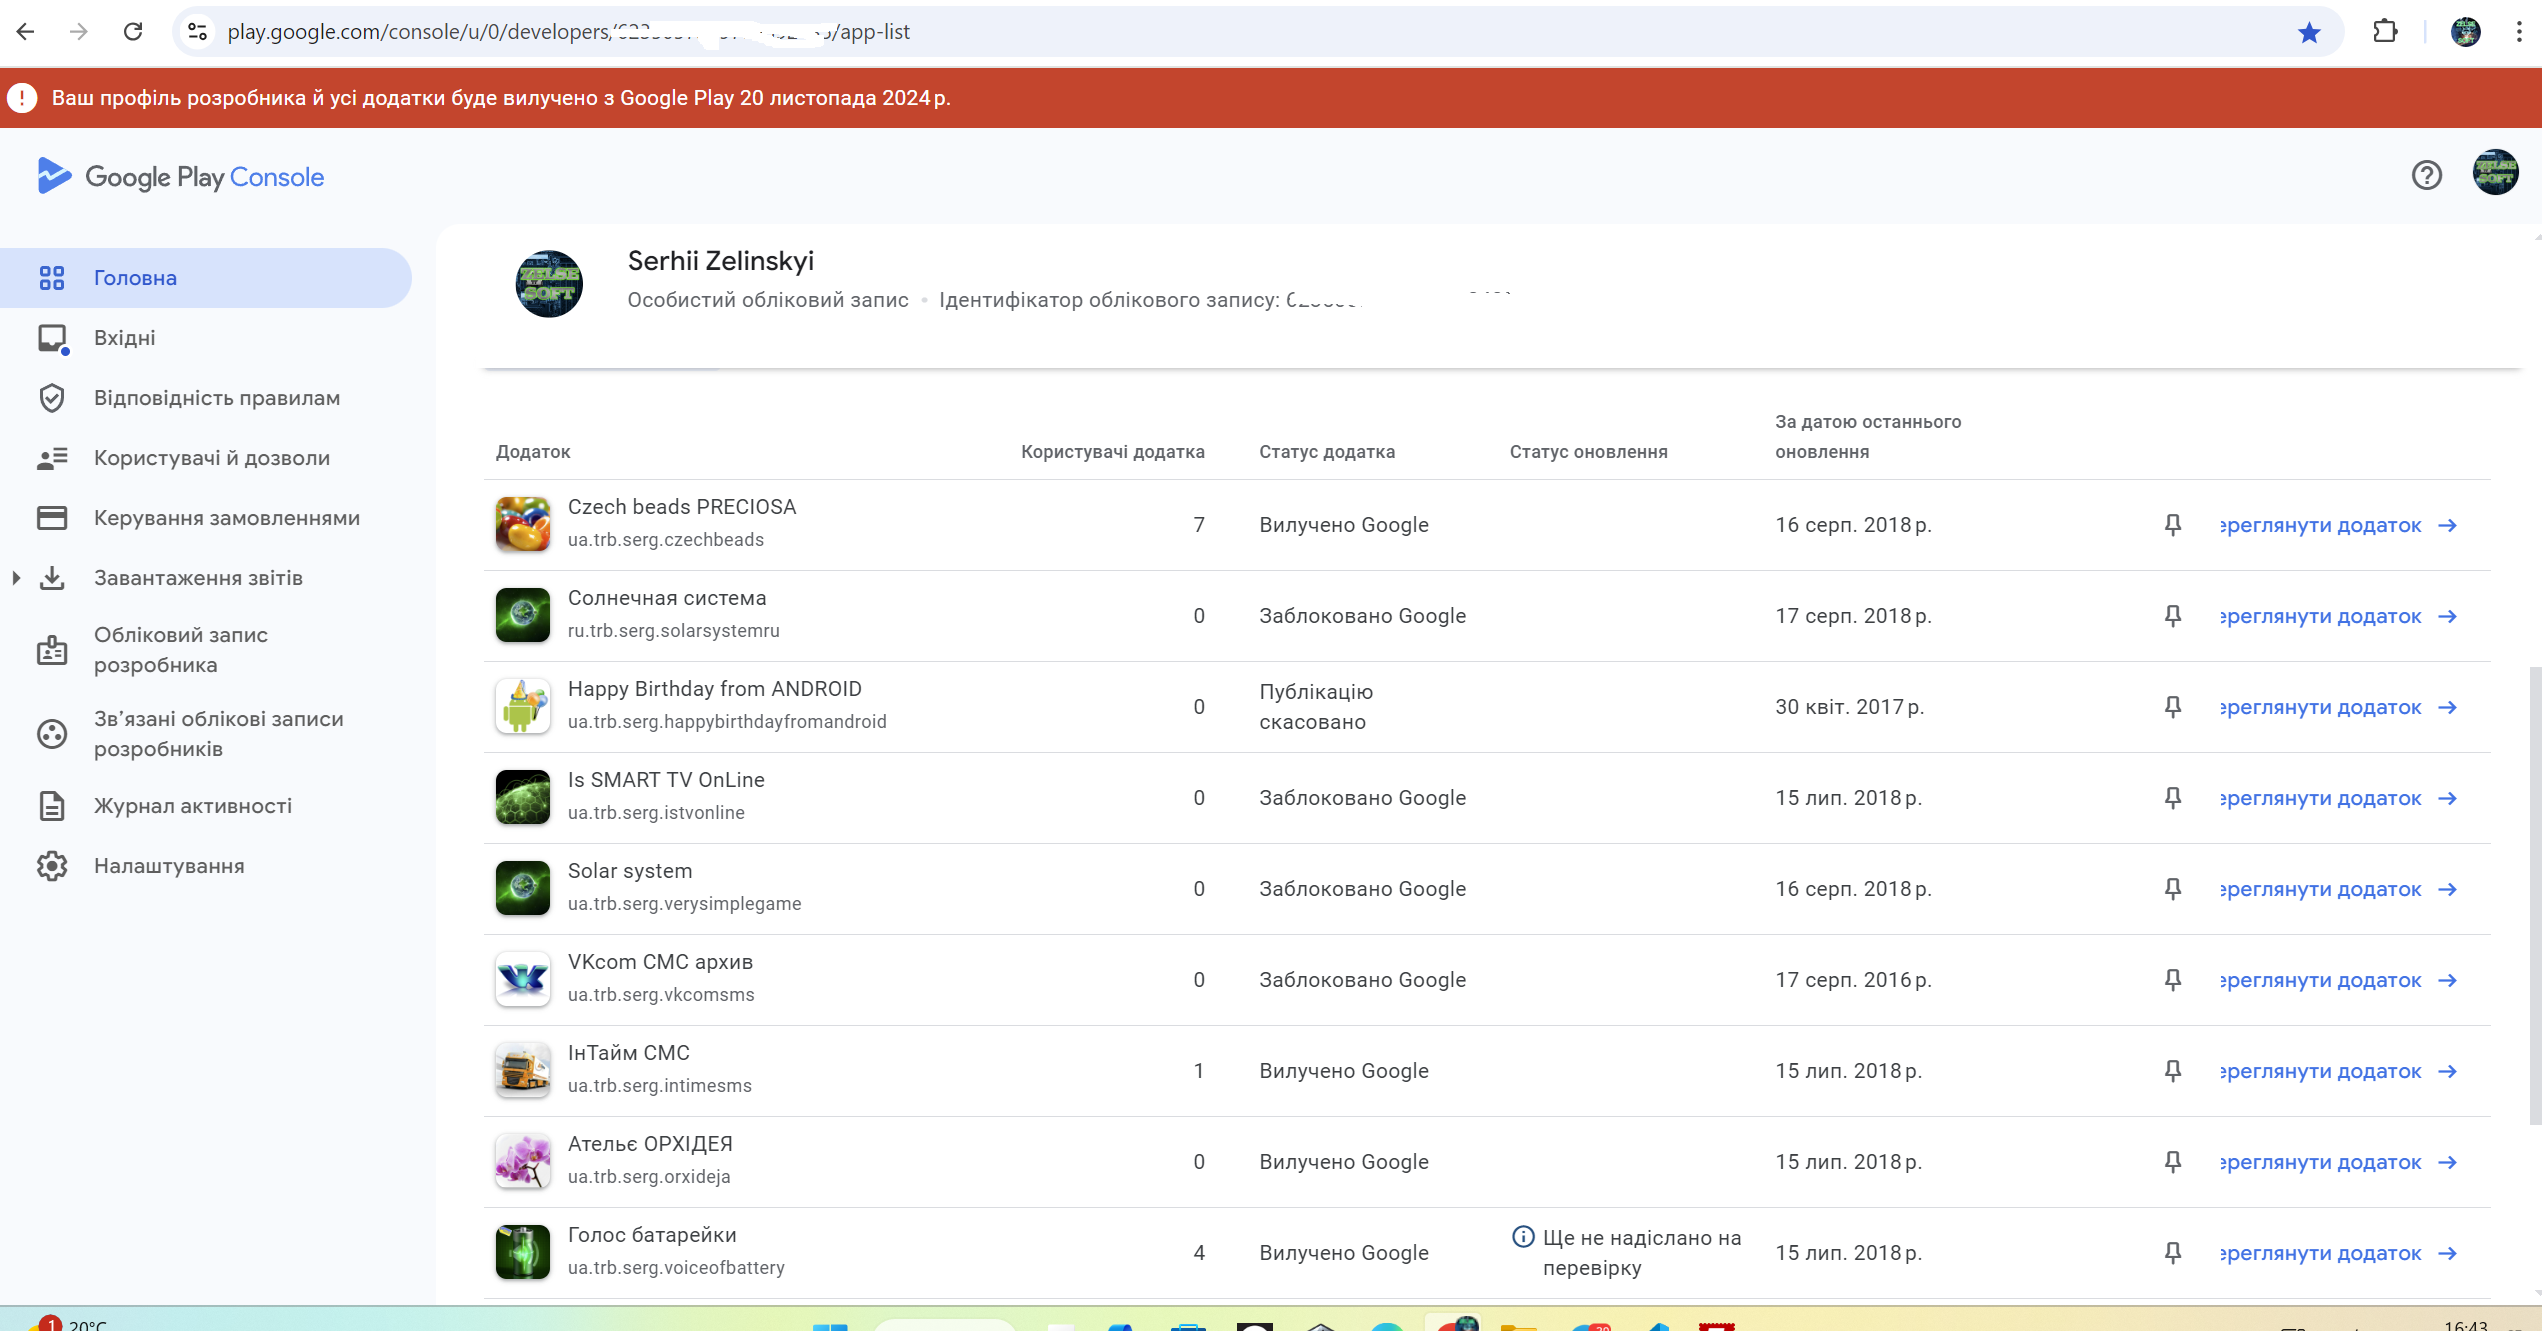 play.google.com/console/u/0/developers/
/app-list
Ваш профіль розробника й усі додатки буде вилучено з Google Play 20 листопада 2024 р.
Google Play Console
Serhii Zelinskyi
Особистий обліковий запис • Ідентифікатор облікового запису:
Головна
Вхідні
Відповідність правилам
Користувачі й дозволи
Керування замовленнями
Завантаження звітів
Обліковий запис
розробника
Зв’язані облікові записи
розробників
Журнал активності
Налаштування
Додаток
Користувачі додатка
Статус додатка
Статус оновлення
За датою останнього
оновлення
Czech beads PRECIOSA
ua.trb.serg.czechbeads
7
Вилучено Google
16 серп. 2018 р.
ереглянути додаток
Солнечная система
ru.trb.serg.solarsystemru
0
Заблоковано Google
17 серп. 2018 р.
ереглянути додаток
Happy Birthday from ANDROID
ua.trb.serg.happybirthdayfromandroid
0
Публікацію
скасовано
30 квіт. 2017 р.
ереглянути додаток
Is SMART TV OnLine
ua.trb.serg.istvonline
0
Заблоковано Google
15 лип. 2018 р.
ереглянути додаток
Solar system
ua.trb.serg.verysimplegame
0
Заблоковано Google
16 серп. 2018 р.
ереглянути додаток
VKcom СМС архив
ua.trb.serg.vkcomsms
0
Заблоковано Google
17 серп. 2016 р.
ереглянути додаток
ІнТайм СМС
ua.trb.serg.intimesms
1
Вилучено Google
15 лип. 2018 р.
ереглянути додаток
Ательє ОРХІДЕЯ
ua.trb.serg.orxideja
0
Вилучено Google
15 лип. 2018 р.
ереглянути додаток
Голос батарейки
ua.trb.serg.voiceofbattery
4
Вилучено Google
Ще не надіслано на
перевірку
15 лип. 2018 р.
ереглянути додаток
1
20°C
16:43